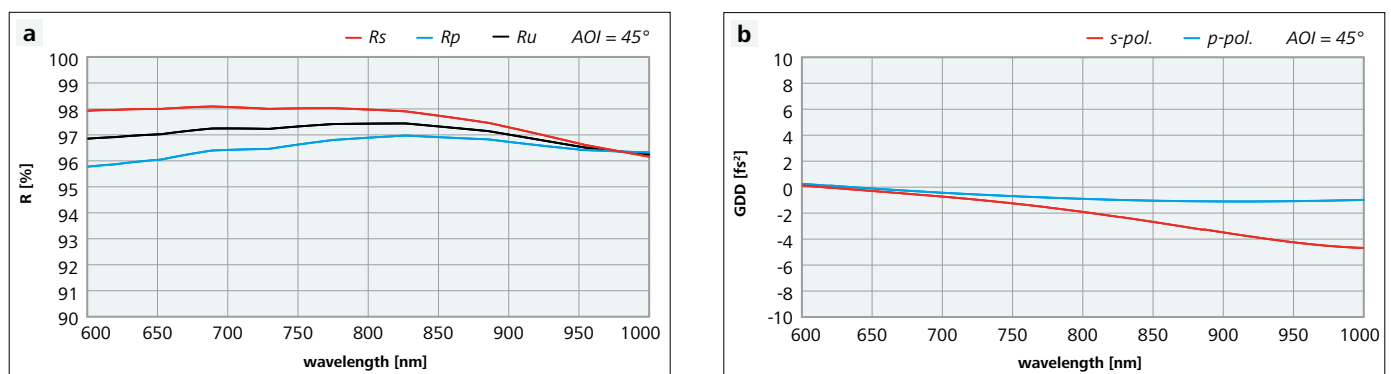 a
Rs Rp Ru AOI = 45°
100
99
98
97
96
95
94
93
92
91
90
R [%]
600 650 700 750 800 850 900 950 1000
wavelength [nm]
b
s-pol. p-pol. AOI = 45°
10
8
6
4
2
0
-2
-4
-6
-8
-10
GDD [fs²]
600 650 700 750 800 850 900 950 1000
wavelength [nm]